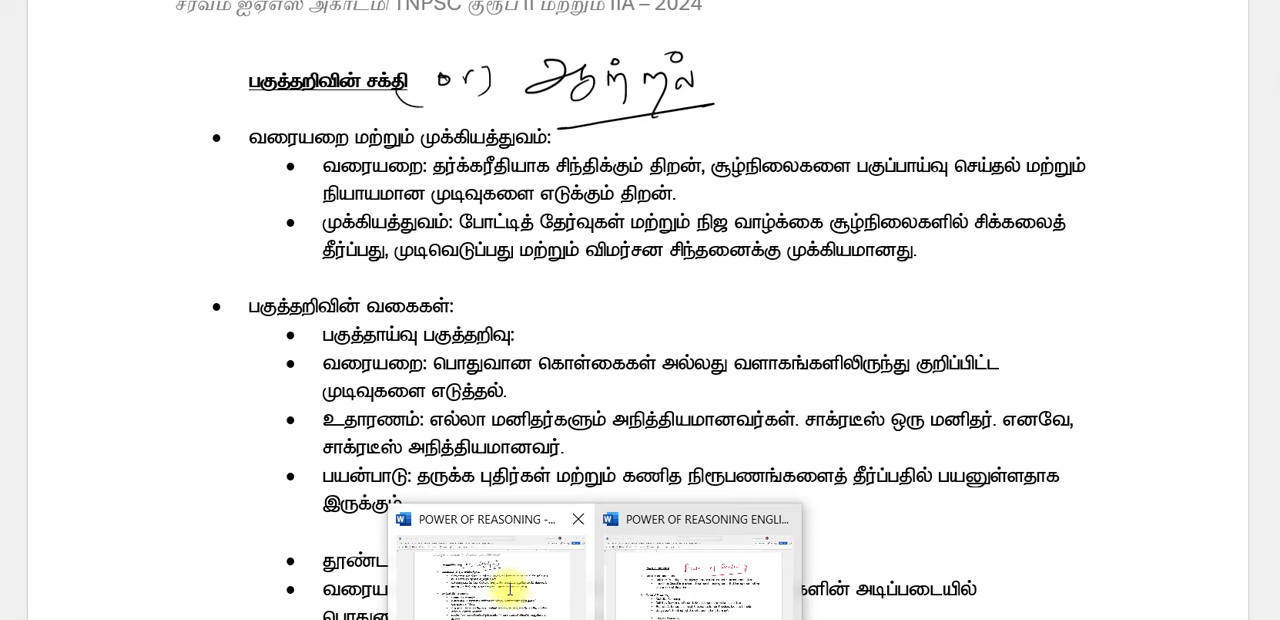 சர்வம் ஐஏஎஸ் அகாடமி TNPSC குரூப் II மற்றும் IIA – 2024
பகுத்தறிவின் சக்தி (or) ஆற்றல்
• வரையறை மற்றும் முக்கியத்துவம்:
• வரையறை: தர்க்கரீதியாக சிந்திக்கும் திறன், சூழ்நிலைகளை பகுப்பாய்வு செய்தல் மற்றும்
நியாயமான முடிவுகளை எடுக்கும் திறன்.
• முக்கியத்துவம்: போட்டித் தேர்வுகள் மற்றும் நிஜ வாழ்க்கை சூழ்நிலைகளில் சிக்கலைத்
தீர்ப்பது, முடிவெடுப்பது மற்றும் விமர்சன சிந்தனைக்கு முக்கியமானது.
• பகுத்தறிவின் வகைகள்:
• பகுத்தாய்வு பகுத்தறிவு:
• வரையறை: பொதுவான கொள்கைகள் அல்லது வளாகங்களிலிருந்து குறிப்பிட்ட
முடிவுகளை எடுத்தல்.
• உதாரணம்: எல்லா மனிதர்களும் அநித்தியமானவர்கள். சாக்ரடீஸ் ஒரு மனிதர். எனவே,
சாக்ரடீஸ் அநித்தியமானவர்.
• பயன்பாடு: தருக்க புதிர்கள் மற்றும் கணித நிரூபணங்களைத் தீர்ப்பதில் பயனுள்ளதாக
இருக்கும்
POWER OF REASONING -... POWER OF REASONING ENGLI...
• தூண்ட
• வரைய களின் அடிப்படையில்